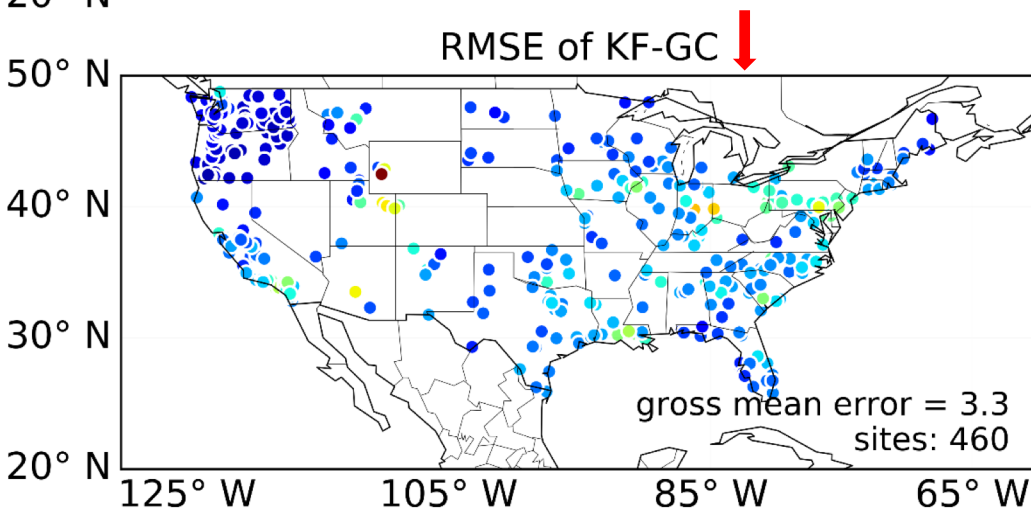 20° N
RMSE of KF-GC
50° N
40° N
30° N
gross mean error = 3.3
sites: 460
20° N
125° W 105° W 85° W 65° W